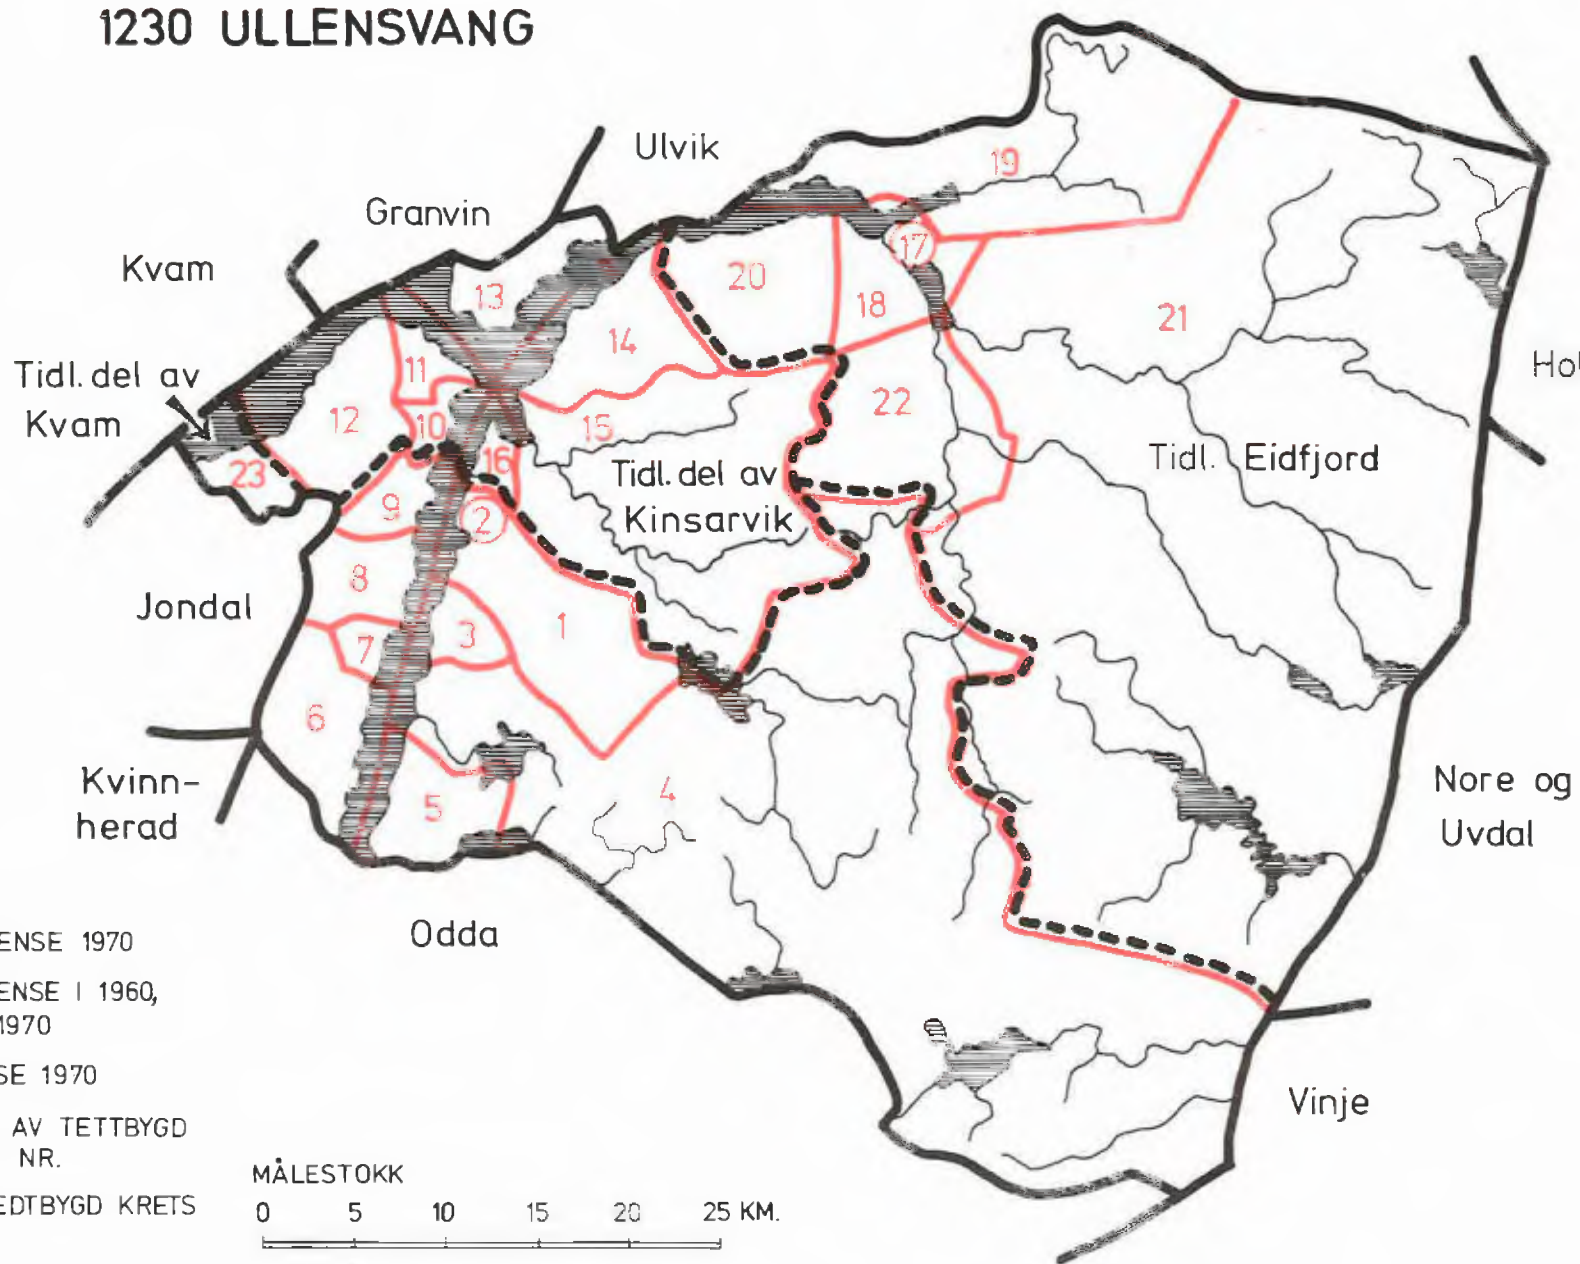 1230 ULLENSVANG
Ulvik
Granvin
Kvam
Tidl. del av
Kvam
19
17
13
20
18
14
21
11
12
10
15
22
Hol
23
16
Tidl. del av
Kinsarvik
Tidl. Eidfjord
9
2
8
Jondal
7
3
1
6
Kvinn-
herad
5
4
Nore og
Uvdal
Odda
Vinje
ENSE 1970
ENSE I 1960,
1970
SE 1970
AV TETTBYGD
NR.
EDTBYGD KRETS
MÅLESTOKK
0 5 10 15 20 25 KM.